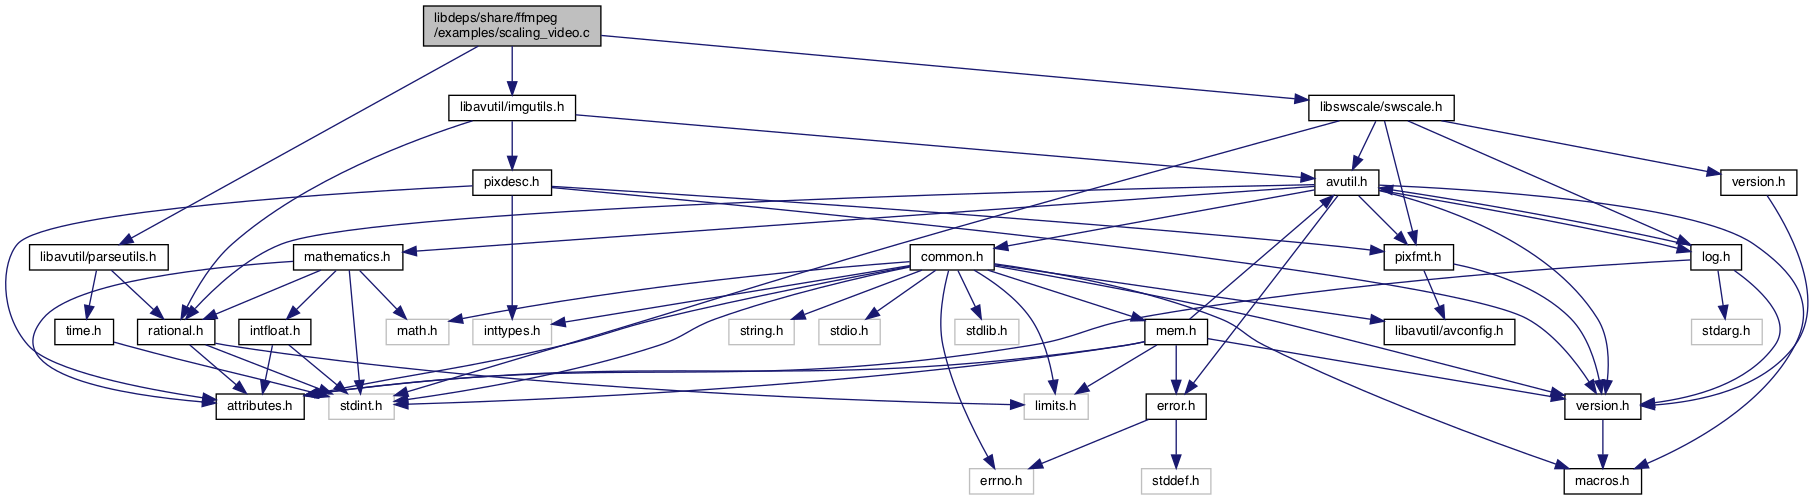 libdeps/share/ffmpeg
/examples/scaling_video.c
libavutil/imgutils.h
libswscale/swscale.h
pixdesc.h
avutil.h
version.h
libavutil/parseutils.h
mathematics.h
common.h
pixfmt.h
log.h
time.h
rational.h
intfloat.h
math.h
inttypes.h
string.h
stdio.h
stdlib.h
mem.h
libavutil/avconfig.h
stdarg.h
attributes.h
stdint.h
limits.h
error.h
version.h
errno.h
stddef.h
macros.h